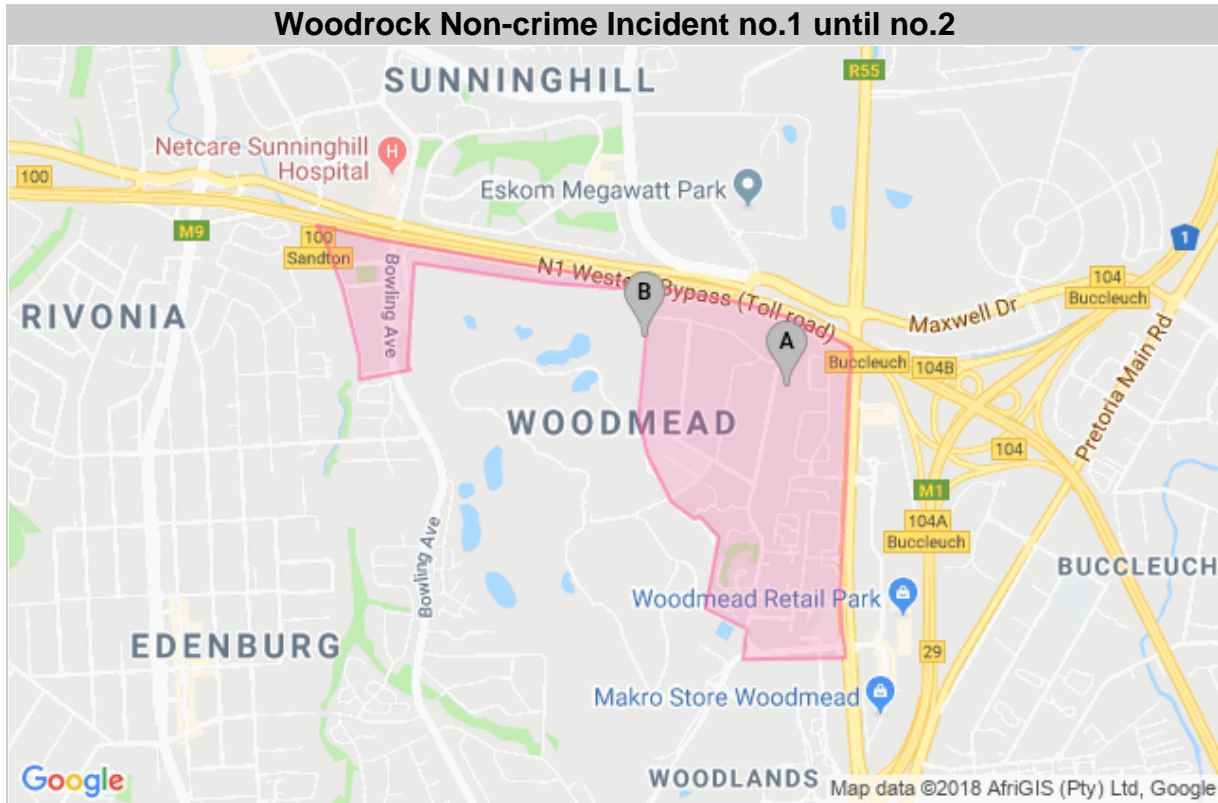 Woodrock Non-crime Incident no.1 until no.2
SUNNINGHILL
R55
Netcare Sunninghill
Hospital
H
100
Eskom Megawatt Park
M9
100
Sandton
1
N1 Western Bypass (Toll road)
104
Buccleuch
B
RIVONIA
Bowling Ave
Maxwell Dr
A
Buccleuch
104B
Pretoria Main Rd
WOODMEAD
104
M1
104A
Buccleuch
Bowling Ave
BUCCLEUCH
Woodmead Retail Park
EDENBURG
29
Makro Store Woodmead
Google
WOODLANDS
Map data ©2018 AfriGIS (Pty) Ltd, Google